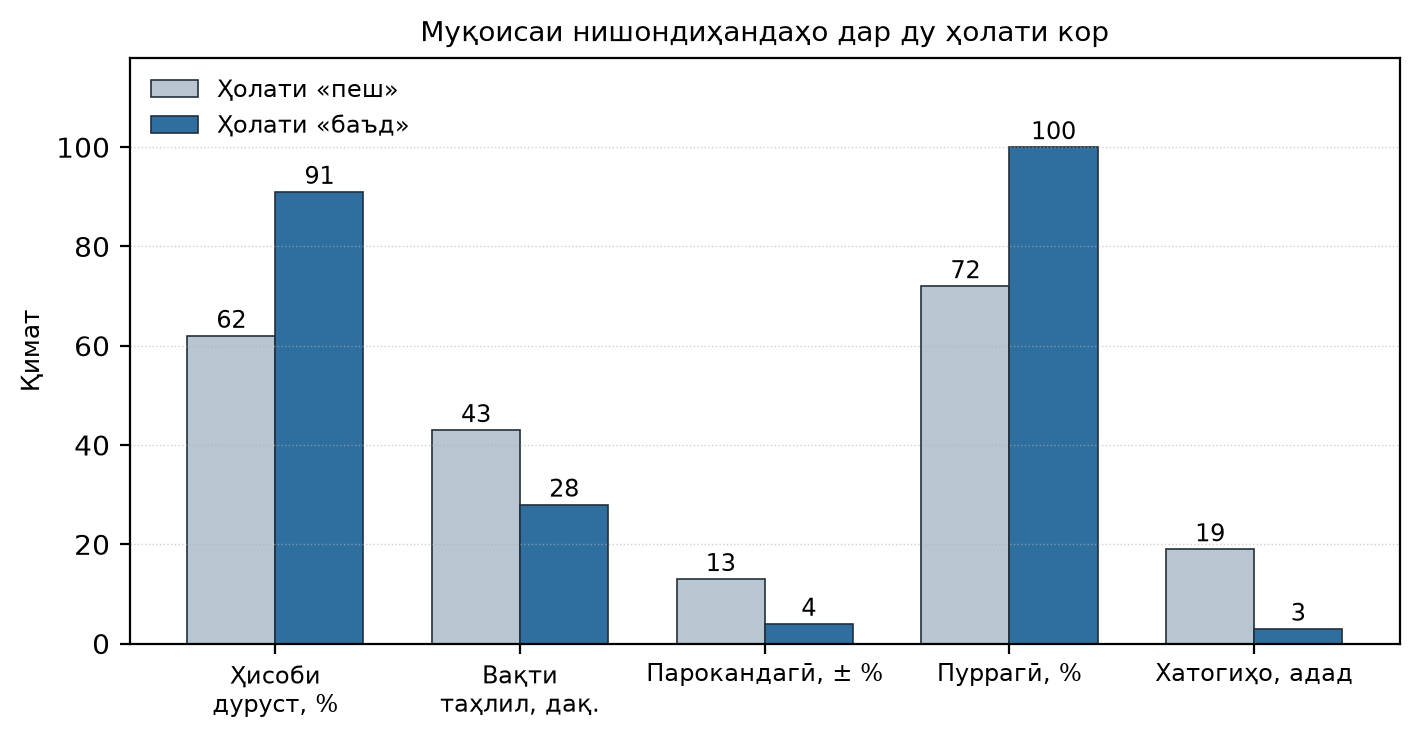 Муқоисаи нишондиҳандаҳо дар ду ҳолати кор
Ҳолати «пеш»
Ҳолати «баъд»
Қимат
100
80
60
40
20
0
62
91
43
28
13
4
72
100
19
3
Ҳисоби
дуруст, %
Вақти
таҳлил, дақ.
Парокандагӣ, ± %
Пуррагӣ, %
Хатогиҳо, адад